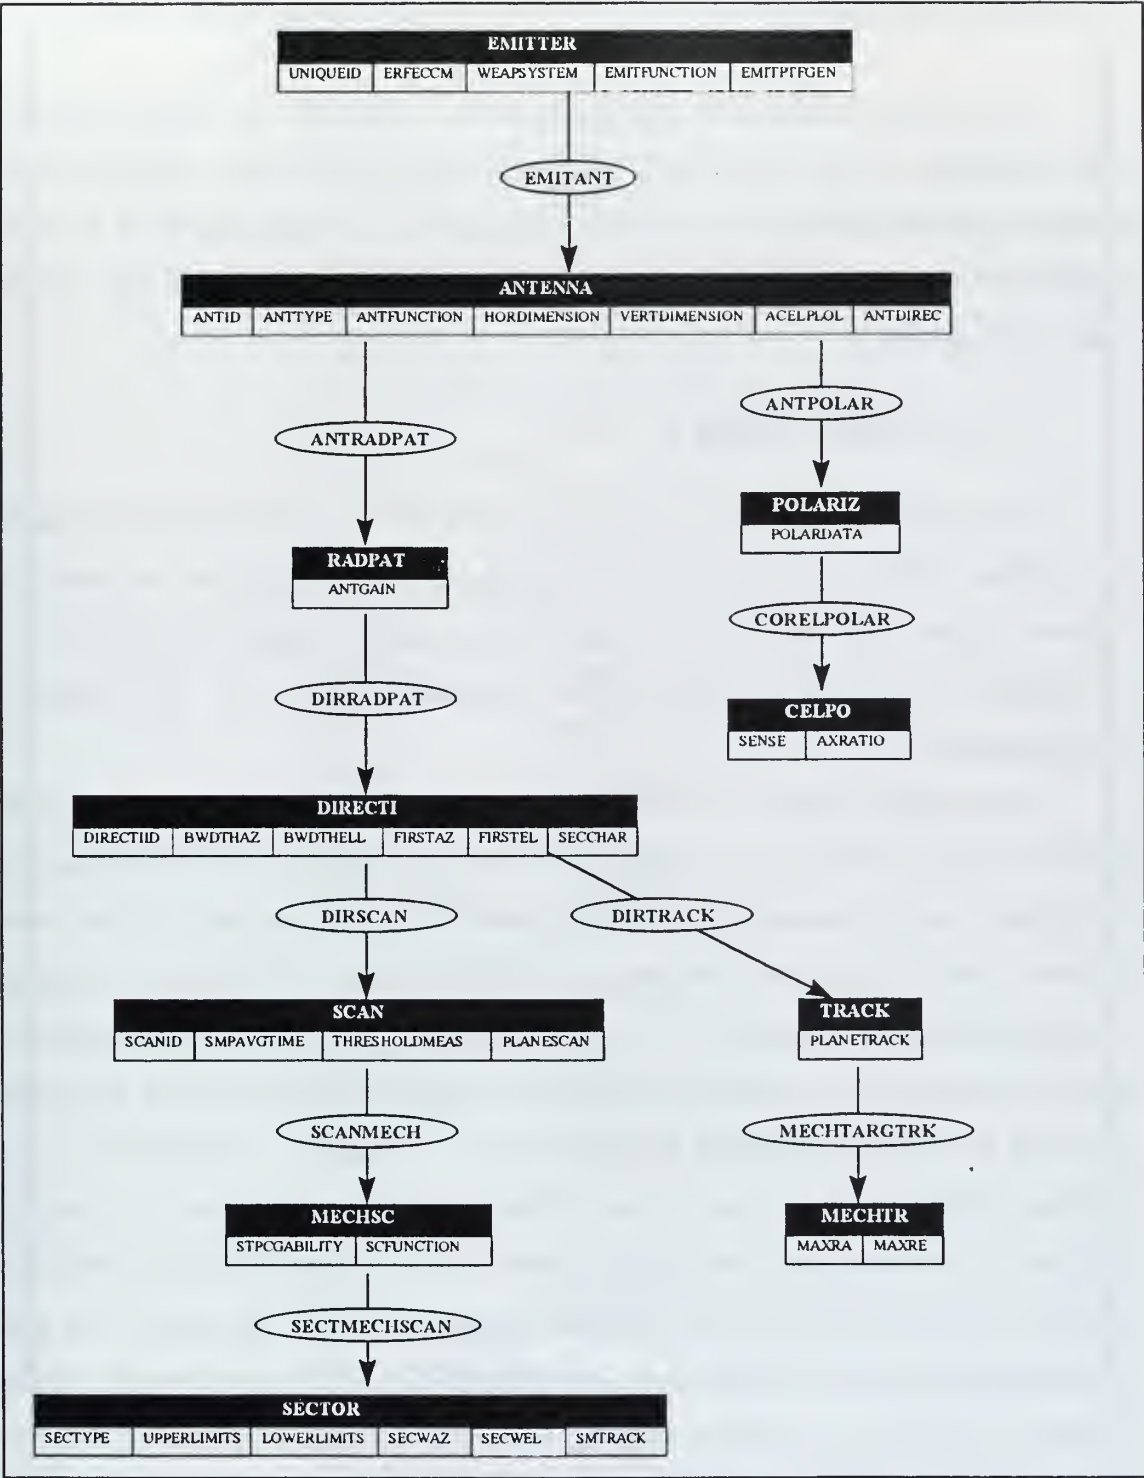 EMITTER
UNIQUEID ERFECCM WEAPSYSTEM EMITFUNCTION EMITPTFGEN
EMITANT
ANTENNA
ANTID ANTTYPE ANTFUNCTION HORDIMENSION VERTDIMENSION ACELPLOL ANTDIREC
ANTPOLAR
ANTRADPAT
POLARIZ
POLARDATA
RADPAT
ANTGAIN
CORELPOLAR
DIRRADPAT
CELPO
SENSE AXRATIO
DIRECTI
DIRECTIID BWDTHAZ BWDTHELL FIRSTAZ FIRSTEL SECCHAR
DIRSCAN DIRTRACK
SCAN TRACK
SCANID SMPAVGTIME THRESHOLDMEAS PLANESCAN PLANETRACK
SCANMECH MECHTARGTRK
MECHSC MECHTR
STPCGABILITY SCFUNCTION MAXRA MAXRE
SECTMECHSCAN
SECTOR
SECTYPE UPPERLIMITS LOWERLIMITS SECWAZ SECWEL SMTRACK